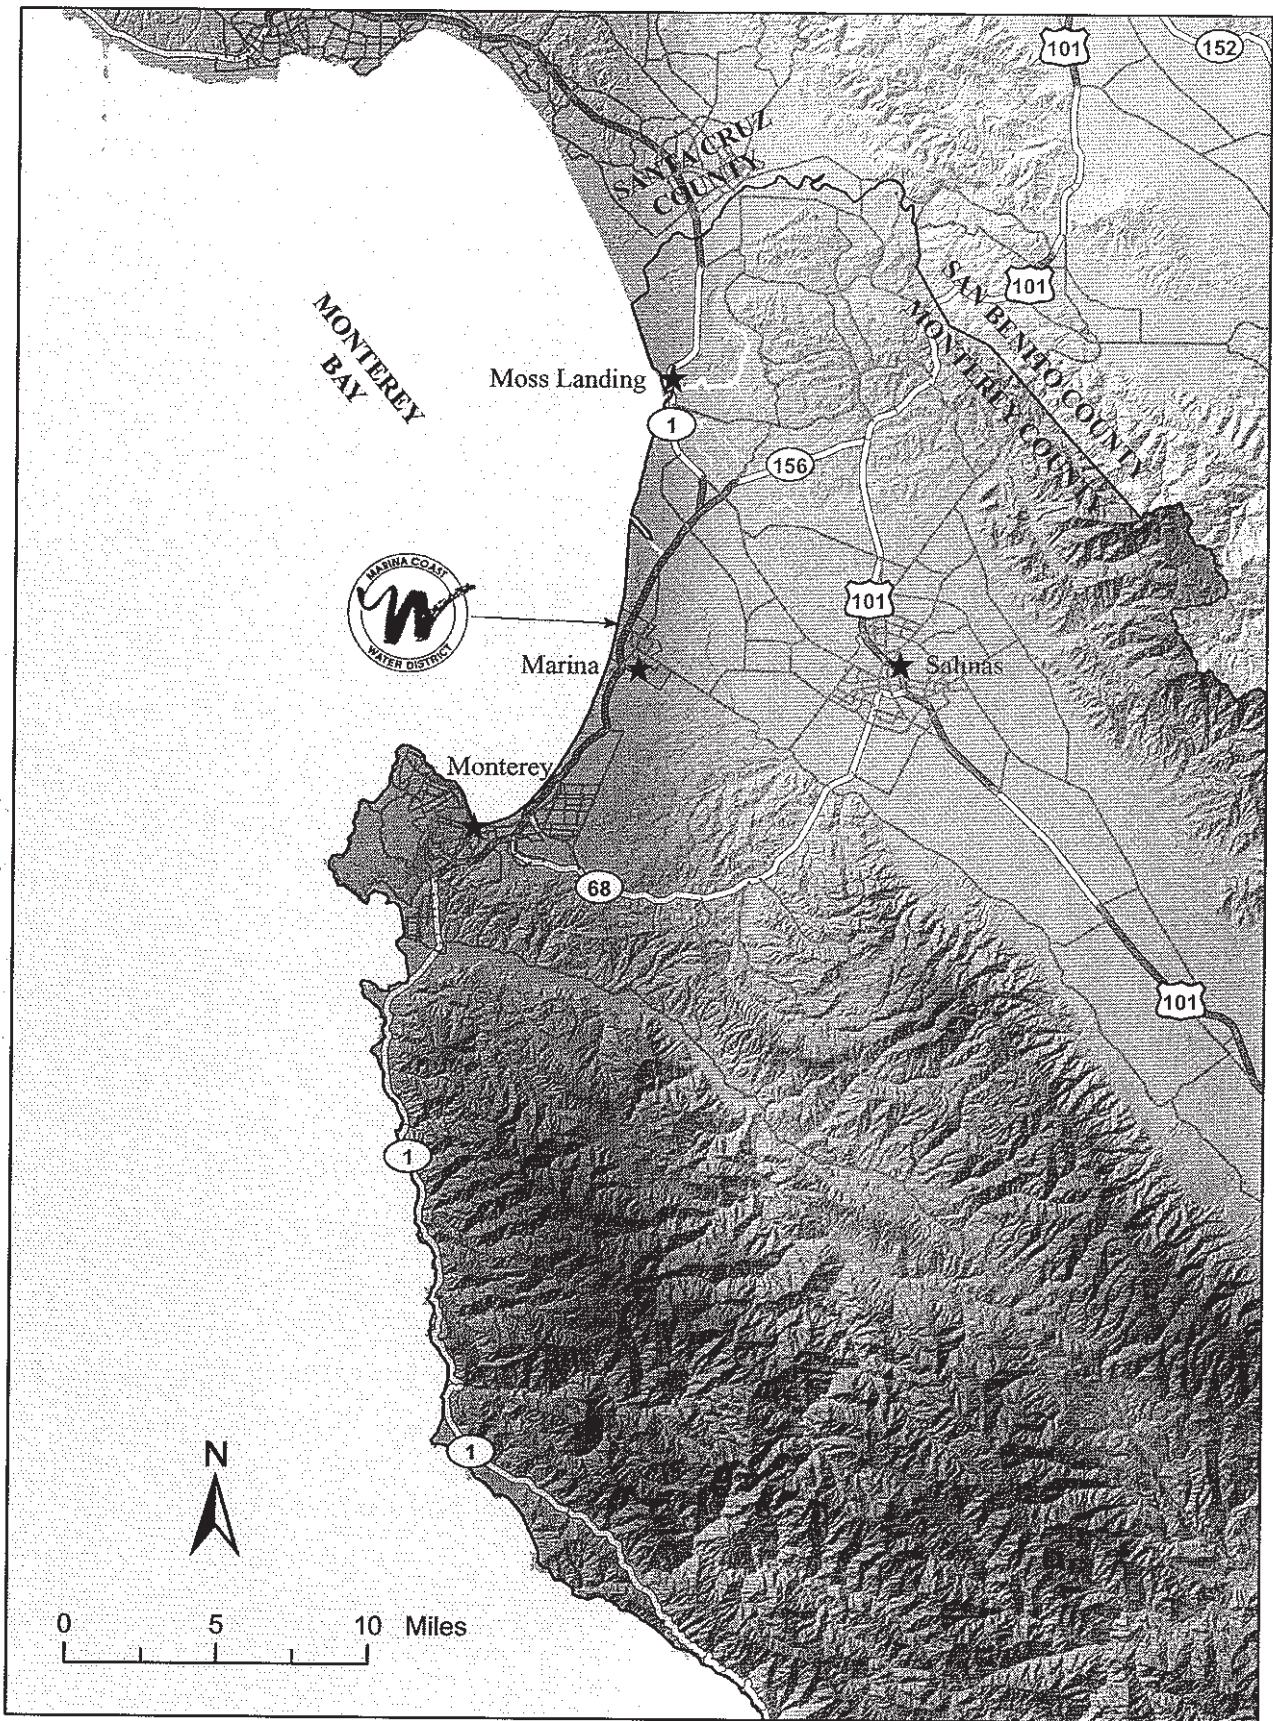 101
152
SANTA CRUZ
COUNTY
101
SAN BENITO COUNTY
MONTEREY COUNTY
MONTEREY
BAY
Moss Landing
1
156
MARINA COAST
WATER DISTRICT
101
Marina
Salinas
Monterey
68
101
1
1
N
0 5 10 Miles